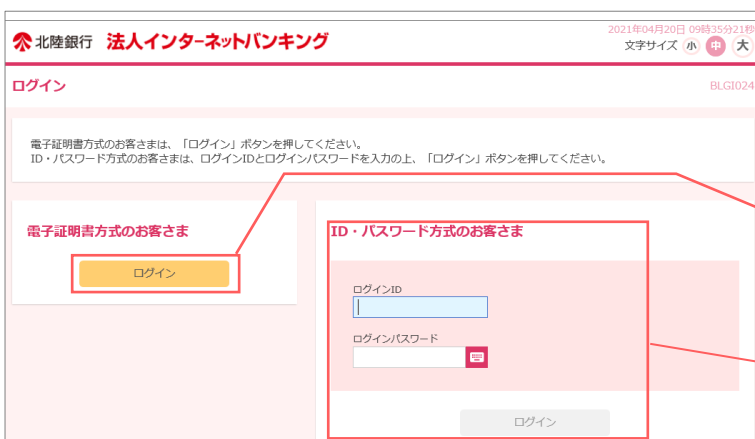 北陸銀行 法人インターネットバンキング
2021年04月20日 09時35分21秒
文字サイズ 小 中 大
ログイン
BLGI024
電子証明書方式のお客さまは、「ログイン」ボタンを押してください。
ID・パスワード方式のお客さまは、ログインIDとログインパスワードを入力の上、「ログイン」ボタンを押してください。
電子証明書方式のお客さま
ログイン
ID・パスワード方式のお客さま
ログインID
ログインパスワード
ログイン